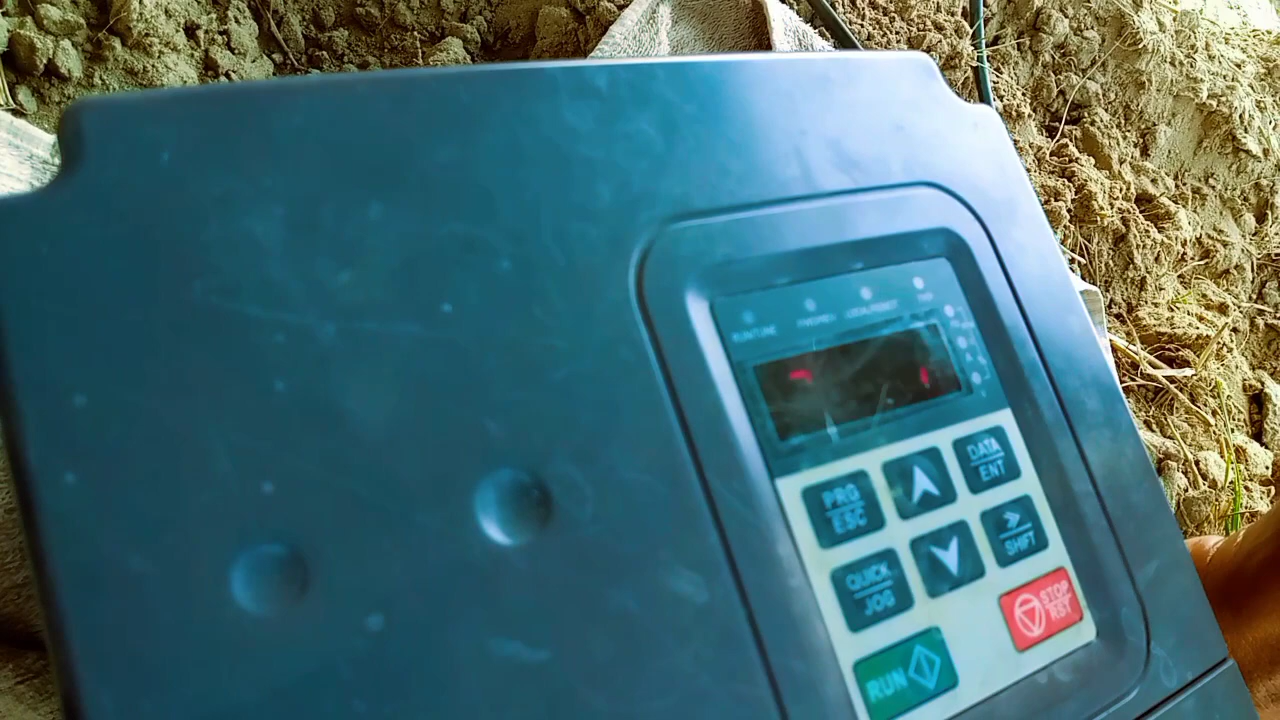 RUN/TUNE FWD/REV LOCAL/REMOT TRIP
PRG
ESC
DATA
ENT
QUICK
JOG
SHIFT
RUN
STOP
RST